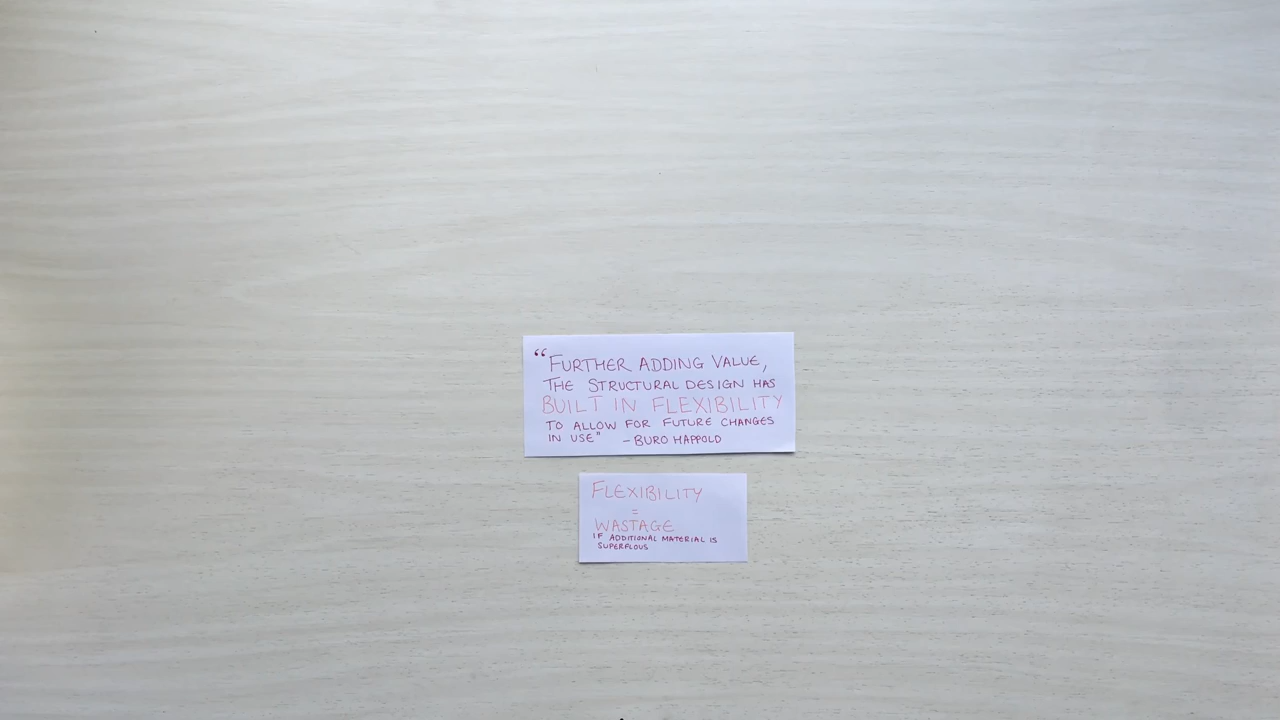 “FURTHER ADDING VALUE,
THE STRUCTURAL DESIGN HAS
BUILT IN FLEXIBILITY
TO ALLOW FOR FUTURE CHANGES
IN USE” – BURO HAPPOLD
FLEXIBILITY
=
WASTAGE
IF ADDITIONAL MATERIAL IS
SUPERFLOUS